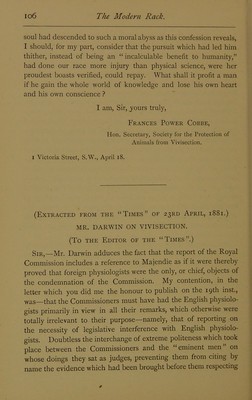 106 The Modern Rack.
soul had descended to such a moral abyss as this confession reveals,
I should, for my part, consider that the pursuit which had led him
thither, instead of being an “ incalculable benefit to humanity,”
had done our race more injury than physical science, were her
proudest boasts verified, could repay. What shall it profit a man
if he gain the whole world of knowledge and lose his own heart
and his own conscience ?
I am, Sir, yours truly,
FRANCES POWER COBBE,
Hon. Secretary, Society for the Protection of
Animals from Vivisection.
1 Victoria Street, S.W., April 18.
(EXTRACTED FROM THE “TIMES” OF 23RD APRIL, 1881.)
MR. DARWIN ON VIVISECTION.
(TO THE EDITOR OF THE “TIMES”.)
SIR,—Mr. Darwin adduces the fact that the report of the Royal
Commission includes a reference to Majendie as if it were thereby
proved that foreign physiologists were the only, or chief, objects of
the condemnation of the Commission. My contention, in the
letter which you did me the honour to publish on the 19th inst.,
was—that the Commissioners must have had the English physiolo-
gists primarily in view in all their remarks, which otherwise were
totally irrelevant to their purpose—namely, that of reporting on
the necessity of legislative interference with English physiolo-
gists. Doubtless the interchange of extreme politeness which took
place between the Commissioners and the “eminent men” on
whose doings they sat as judges, preventing them from citing by
name the evidence which had been brought before them respecting